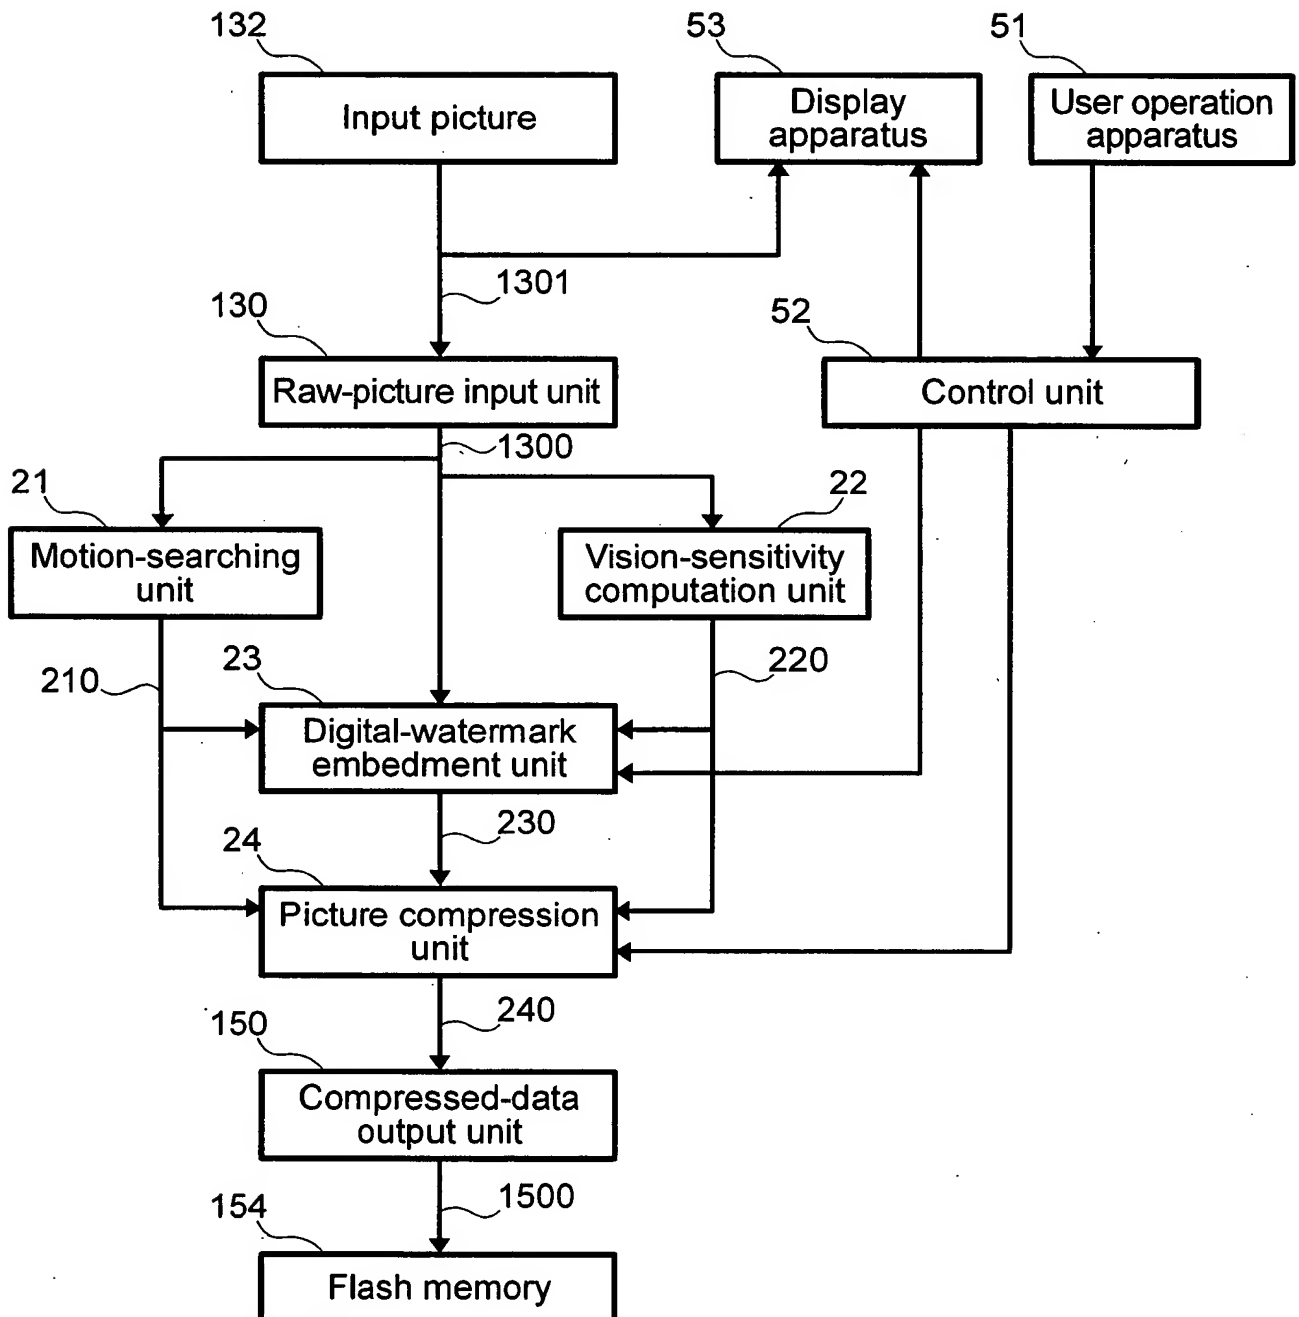 132
53
51
Input picture
Display
apparatus
User operation
apparatus
1301
130
52
Raw-picture input unit
Control unit
1300
21
22
Motion-searching
unit
Vision-sensitivity
computation unit
210
23
220
Digital-watermark
embedment unit
230
24
Picture compression
unit
240
150
Compressed-data
output unit
1500
154
Flash memory